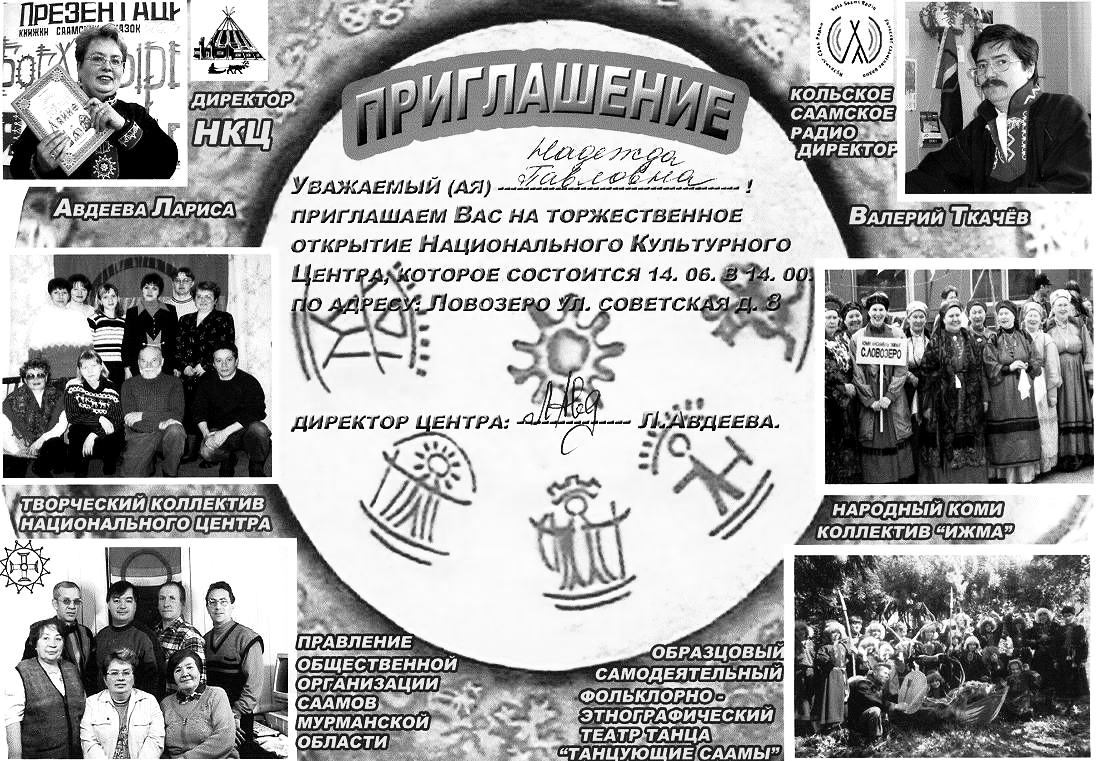 ПРЕЗЕНТАЦИ
КНИЖКИ СААМСКИХ СКАЗОК
ДИРЕКТОР
НКЦ
АВДЕЕВА ЛАРИСА
КОЛЬСКОЕ
СААМСКОЕ
РАДИО
ДИРЕКТОР
ВАЛЕРИЙ ТКАЧЁВ
ПРИГЛАШЕНИЕ
Надежда
УВАЖАЕМЫЙ (АЯ) Павловна !
ПРИГЛАШАЕМ ВАС НА ТОРЖЕСТВЕННОЕ
ОТКРЫТИЕ НАЦИОНАЛЬНОГО КУЛЬТУРНОГО
ЦЕНТРА, КОТОРОЕ СОСТОИТСЯ 14. 06. В 14. 00.
ПО АДРЕСУ: ЛОВОЗЕРО УЛ. СОВЕТСКАЯ Д. 8
ДИРЕКТОР ЦЕНТРА: Л. АВДЕЕВА.
ТВОРЧЕСКИЙ КОЛЛЕКТИВ
НАЦИОНАЛЬНОГО ЦЕНТРА
С.ЛОВОЗЕРО
НАРОДНЫЙ КОМИ
КОЛЛЕКТИВ "ИЖМА"
ПРАВЛЕНИЕ
ОБЩЕСТВЕННОЙ
ОРГАНИЗАЦИИ
СААМОВ
МУРМАНСКОЙ
ОБЛАСТИ
ОБРАЗЦОВЫЙ
САМОДЕЯТЕЛЬНЫЙ
ФОЛЬКЛОРНО -
ЭТНОГРАФИЧЕСКИЙ
ТЕАТР ТАНЦА
"ТАНЦУЮЩИЕ СААМЫ"